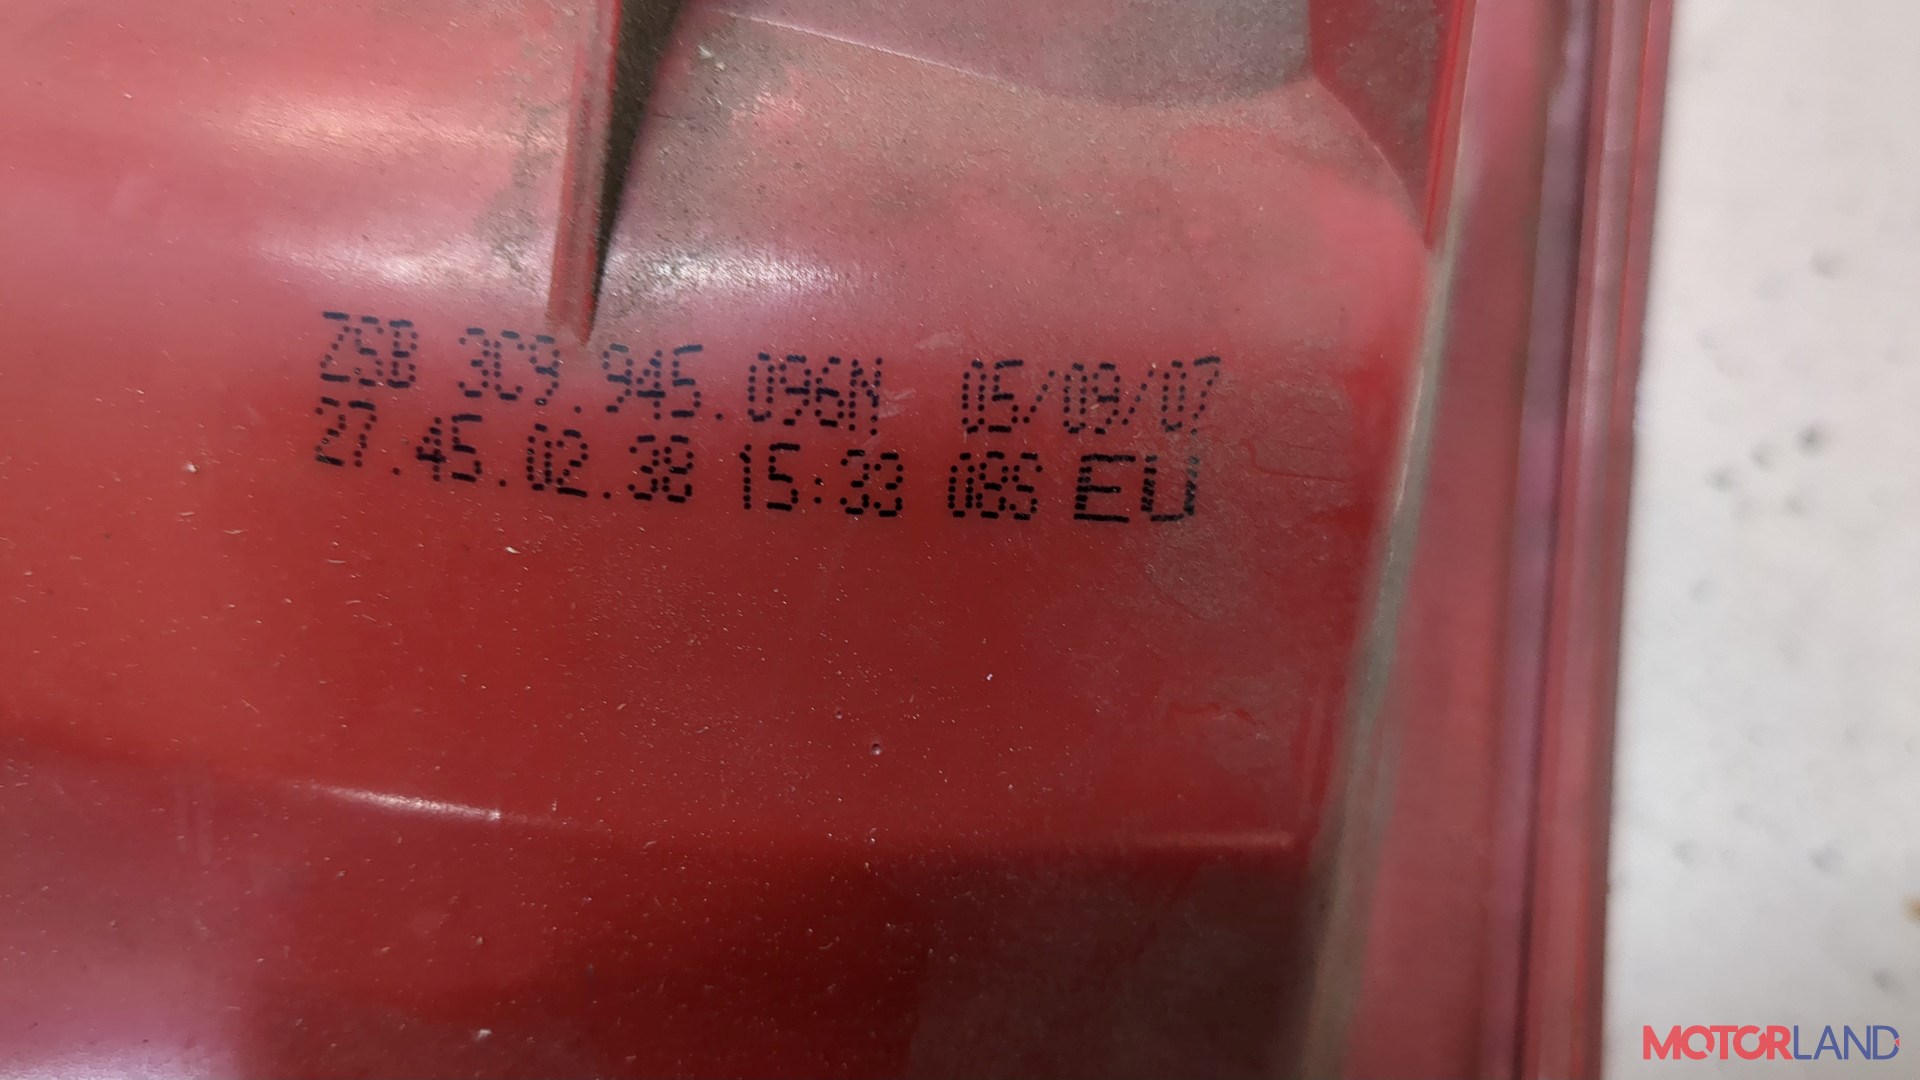 ZSB 3C9.945.096N 05/09/07
27.45.02.38 15:33 08S EU
MOTORLAND